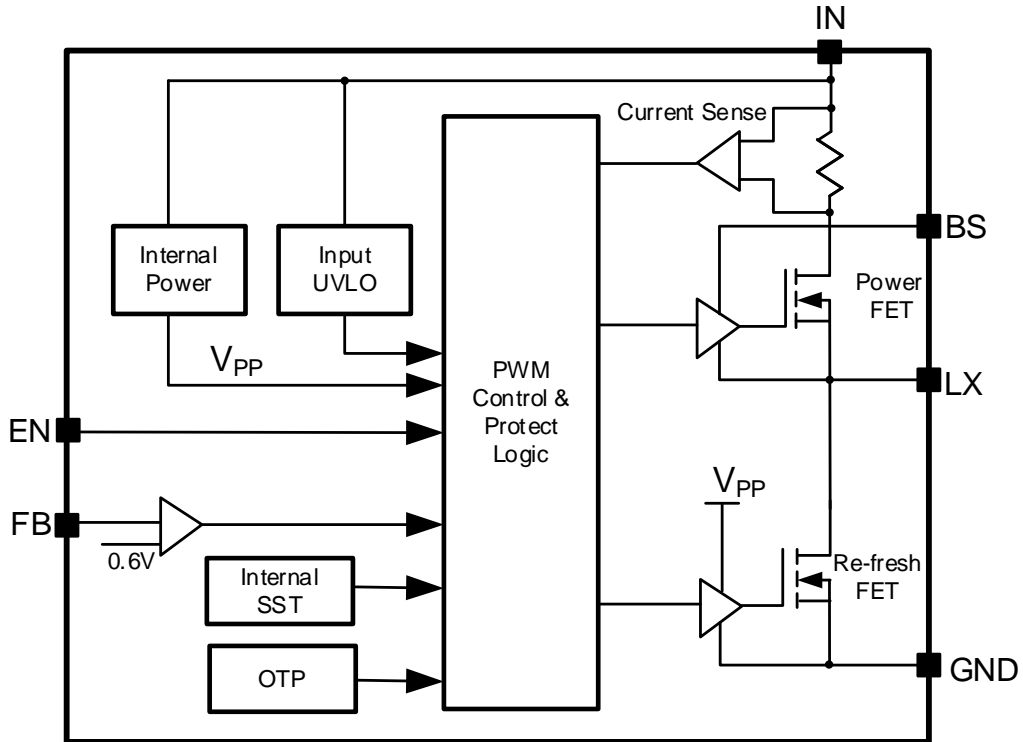 IN
Current Sense
BS
Internal
Power
Input
UVLO
Power
FET
VPP
PWM
Control &
Protect
Logic
LX
EN
VPP
FB
0.6V
Internal
SST
Re-fresh
FET
OTP
GND